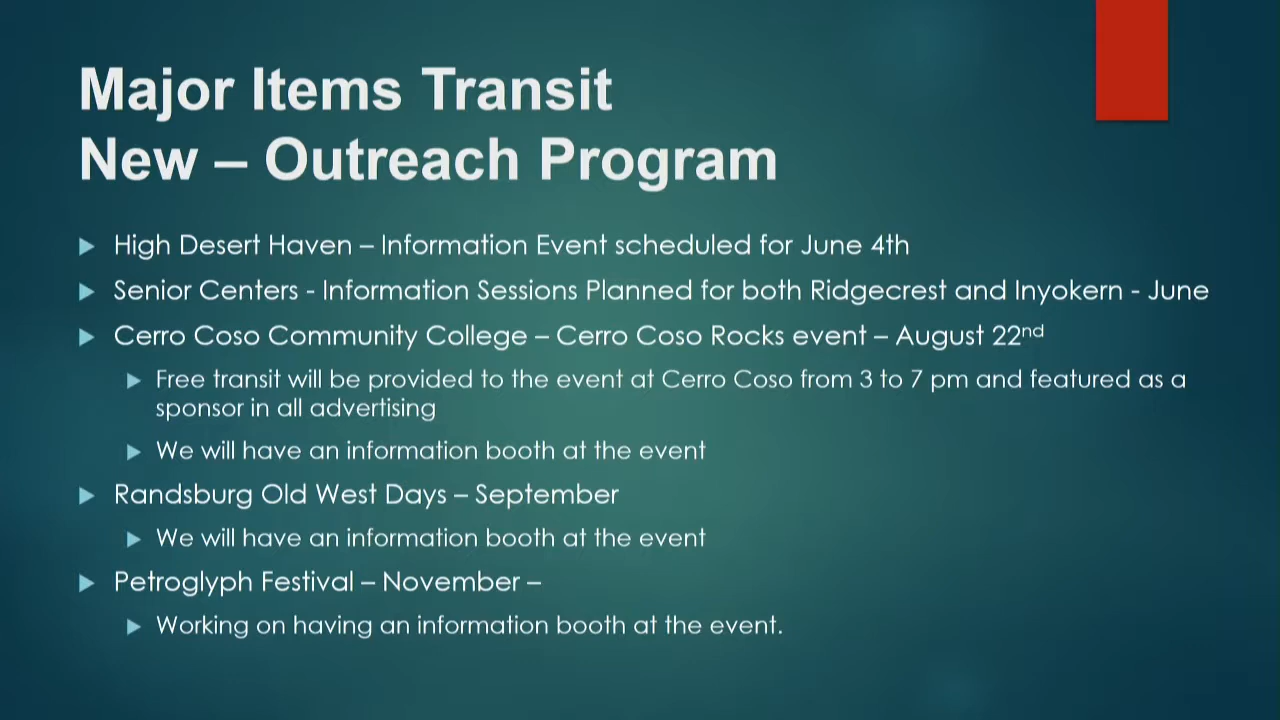 Major Items Transit
New – Outreach Program
High Desert Haven – Information Event scheduled for June 4th
Senior Centers - Information Sessions Planned for both Ridgecrest and Inyokern - June
Cerro Coso Community College – Cerro Coso Rocks event – August 22nd
Free transit will be provided to the event at Cerro Coso from 3 to 7 pm and featured as a
sponsor in all advertising
We will have an information booth at the event
Randsburg Old West Days – September
We will have an information booth at the event
Petroglyph Festival – November –
Working on having an information booth at the event.